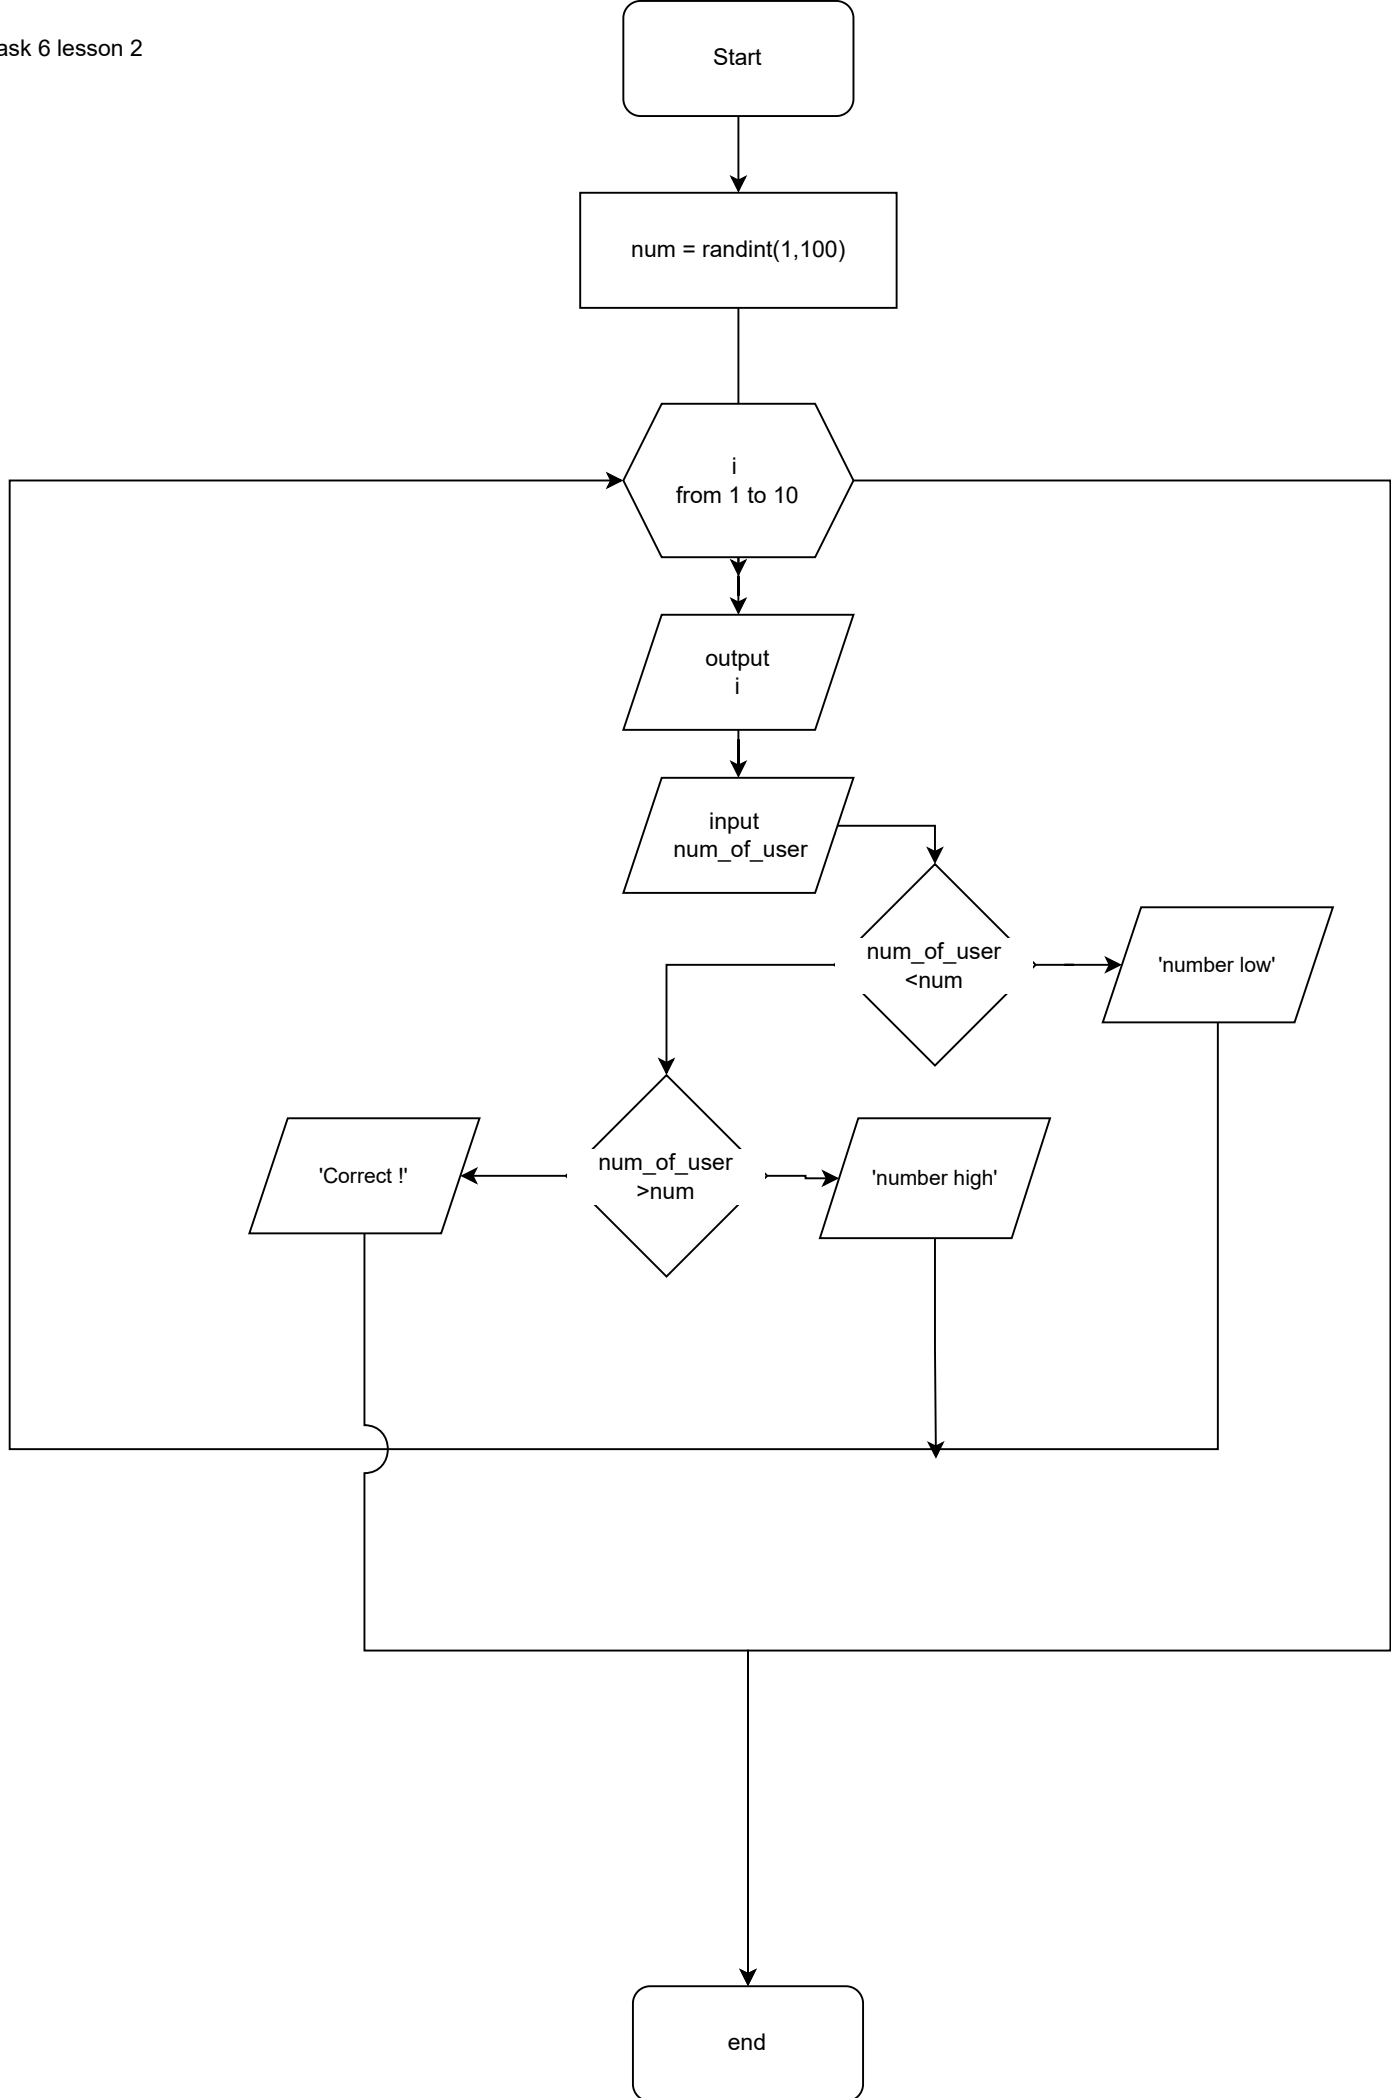 Start
ask 6 lesson 2
num = randint(1,100)
i
from 1 to 10
output
i
input
num_of_user
num_of_user
<num
'number low'
num_of_user
>num
'Correct !'
'number high'
end